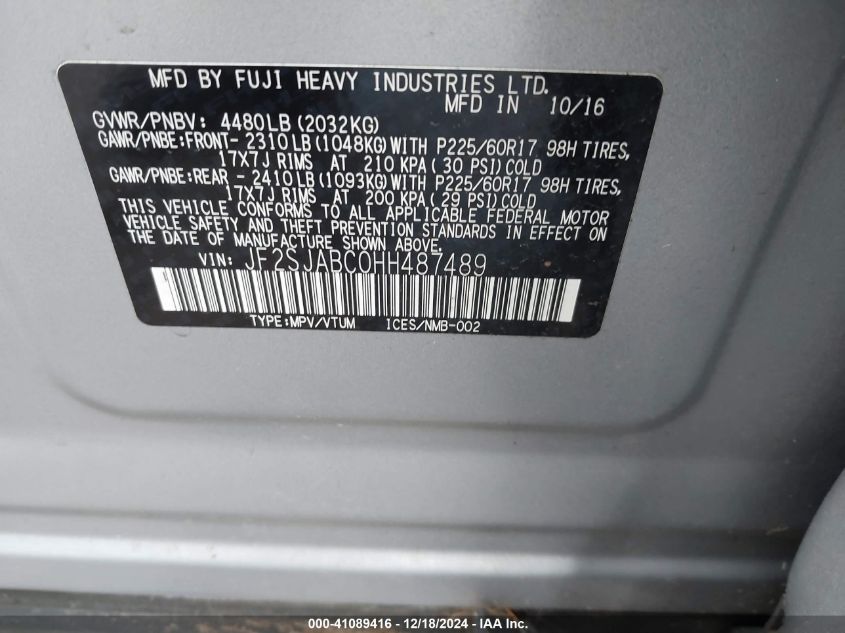 MFD BY FUJI HEAVY INDUSTRIES LTD.
MFD IN 10/16
GVWR/PNBV: 4480LB (2032KG)
GAWR/PNBE:FRONT- 2310LB (1048KG) WITH P225/60R17 98H TIRES,
17X7J RIMS AT 210 KPA( 30 PSI)COLD
GAWR/PNBE:REAR - 2410LB (1093KG) WITH P225/60R17 98H TIRES,
17X7J RIMS AT 200 KPA( 29 PSI)COLD
THIS VEHICLE CONFORMS TO ALL APPLICABLE FEDERAL MOTOR
VEHICLE SAFETY AND THEFT PREVENTION STANDARDS IN EFFECT ON
THE DATE OF MANUFACTURE SHOWN ABOVE.
VIN: JF2SJABC0HH487489
TYPE:MPV/VTUM ICES/NMB-002
000-41089416 - 12/18/2024 - IAA Inc.